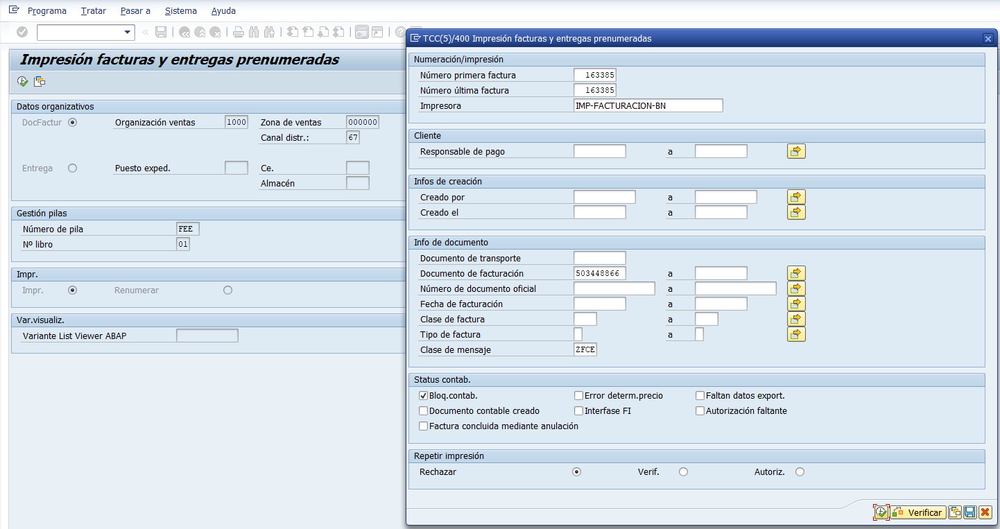 Programa Tratar Pasar a Sistema Ayuda
Impresión facturas y entregas prenumeradas
Datos organizativos
DocFactur Organización ventas 1000 Zona de ventas 000000
Canal distr.: 67
Entrega Puesto exped. Ce.
Almacén
Gestión pilas
Número de pila FEE
Nº libro 01
Impr.
Impr. Renumerar
Var.visualiz.
Variante List Viewer ABAP
TCC(5)/400 Impresión facturas y entregas prenumeradas
Numeración/impresión
Número primera factura 163385
Número última factura 163385
Impresora IMP-FACTURACION-BN
Cliente
Responsable de pago a
Infos de creación
Creado por a
Creado el a
Info de documento
Documento de transporte
Documento de facturación 503448866 a
Número de documento oficial a
Fecha de facturación a
Clase de factura a
Tipo de factura a
Clase de mensaje ZFCE
Status contab.
Bloq.contab. Error determ.precio Faltan datos export.
Documento contable creado Interfase FI Autorización faltante
Factura concluida mediante anulación
Repetir impresión
Rechazar Verif. Autoriz.
Verificar